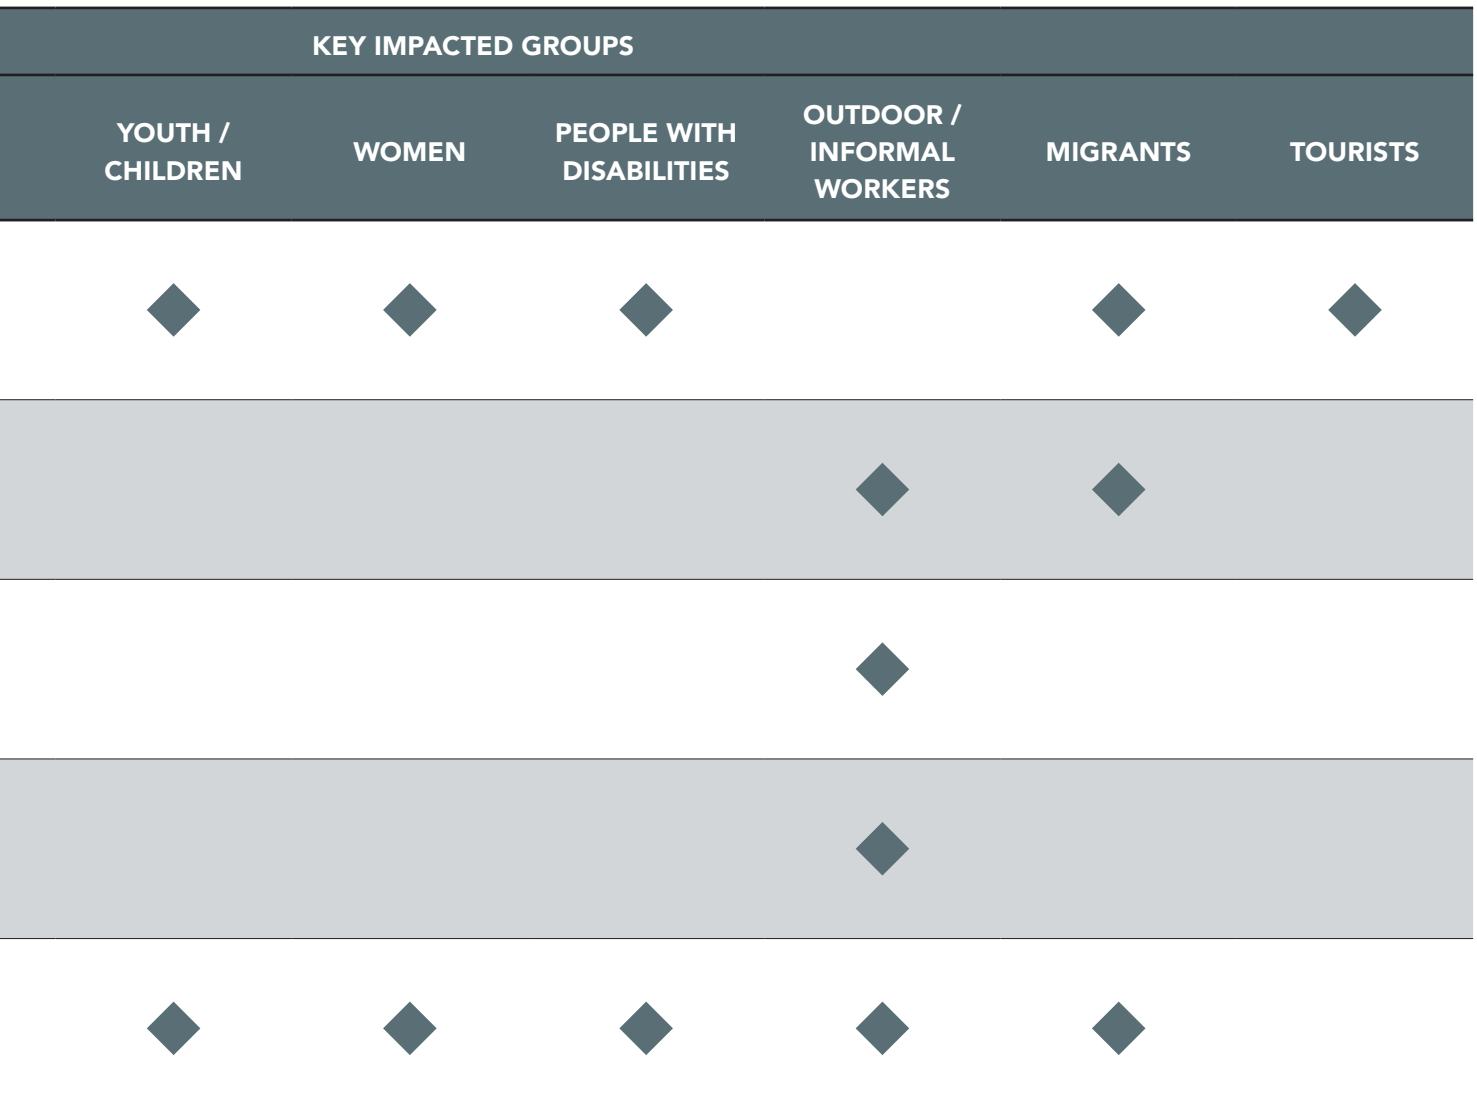 KEY IMPACTED GROUPS
YOUTH /
CHILDREN
WOMEN
PEOPLE WITH
DISABILITIES
OUTDOOR /
INFORMAL
WORKERS
MIGRANTS
TOURISTS